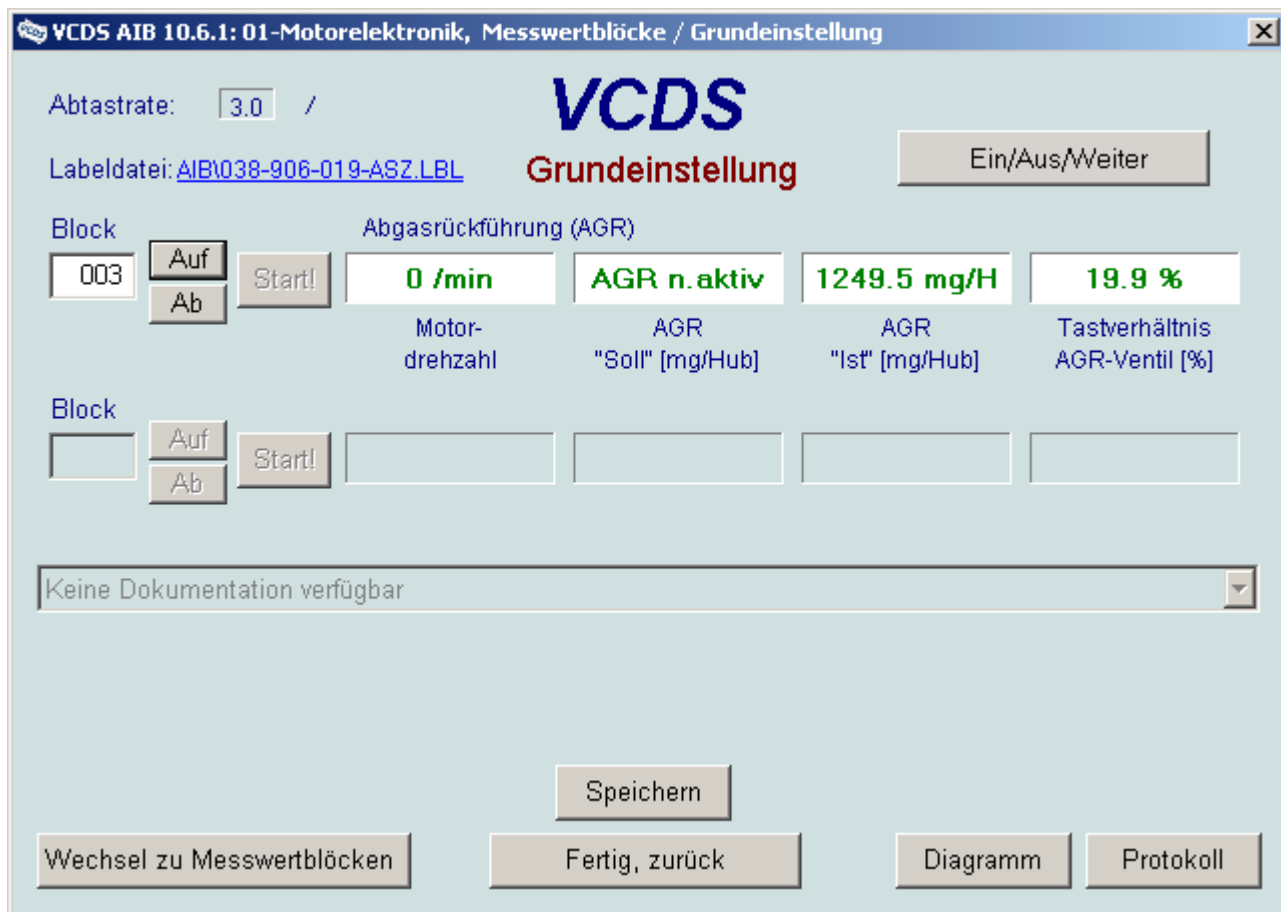 VCDS AIB 10.6.1: 01-Motorelektronik, Messwertblöcke / Grundeinstellung
Abtastrate: 3.0 /
VCDS
Ein/Aus/Weiter
Labeldatei: AIB\038-906-019-ASZ.LBL
Grundeinstellung
Block
Abgasrückführung (AGR)
003
Auf
Ab
Start!
0 /min
AGR n.aktiv
1249.5 mg/H
19.9 %
Motor-
drehzahl
AGR
"Soll" [mg/Hub]
AGR
"Ist" [mg/Hub]
Tastverhältnis
AGR-Ventil [%]
Block
Auf
Ab
Start!
Keine Dokumentation verfügbar
Speichern
Wechsel zu Messwertblöcken
Fertig, zurück
Diagramm
Protokoll